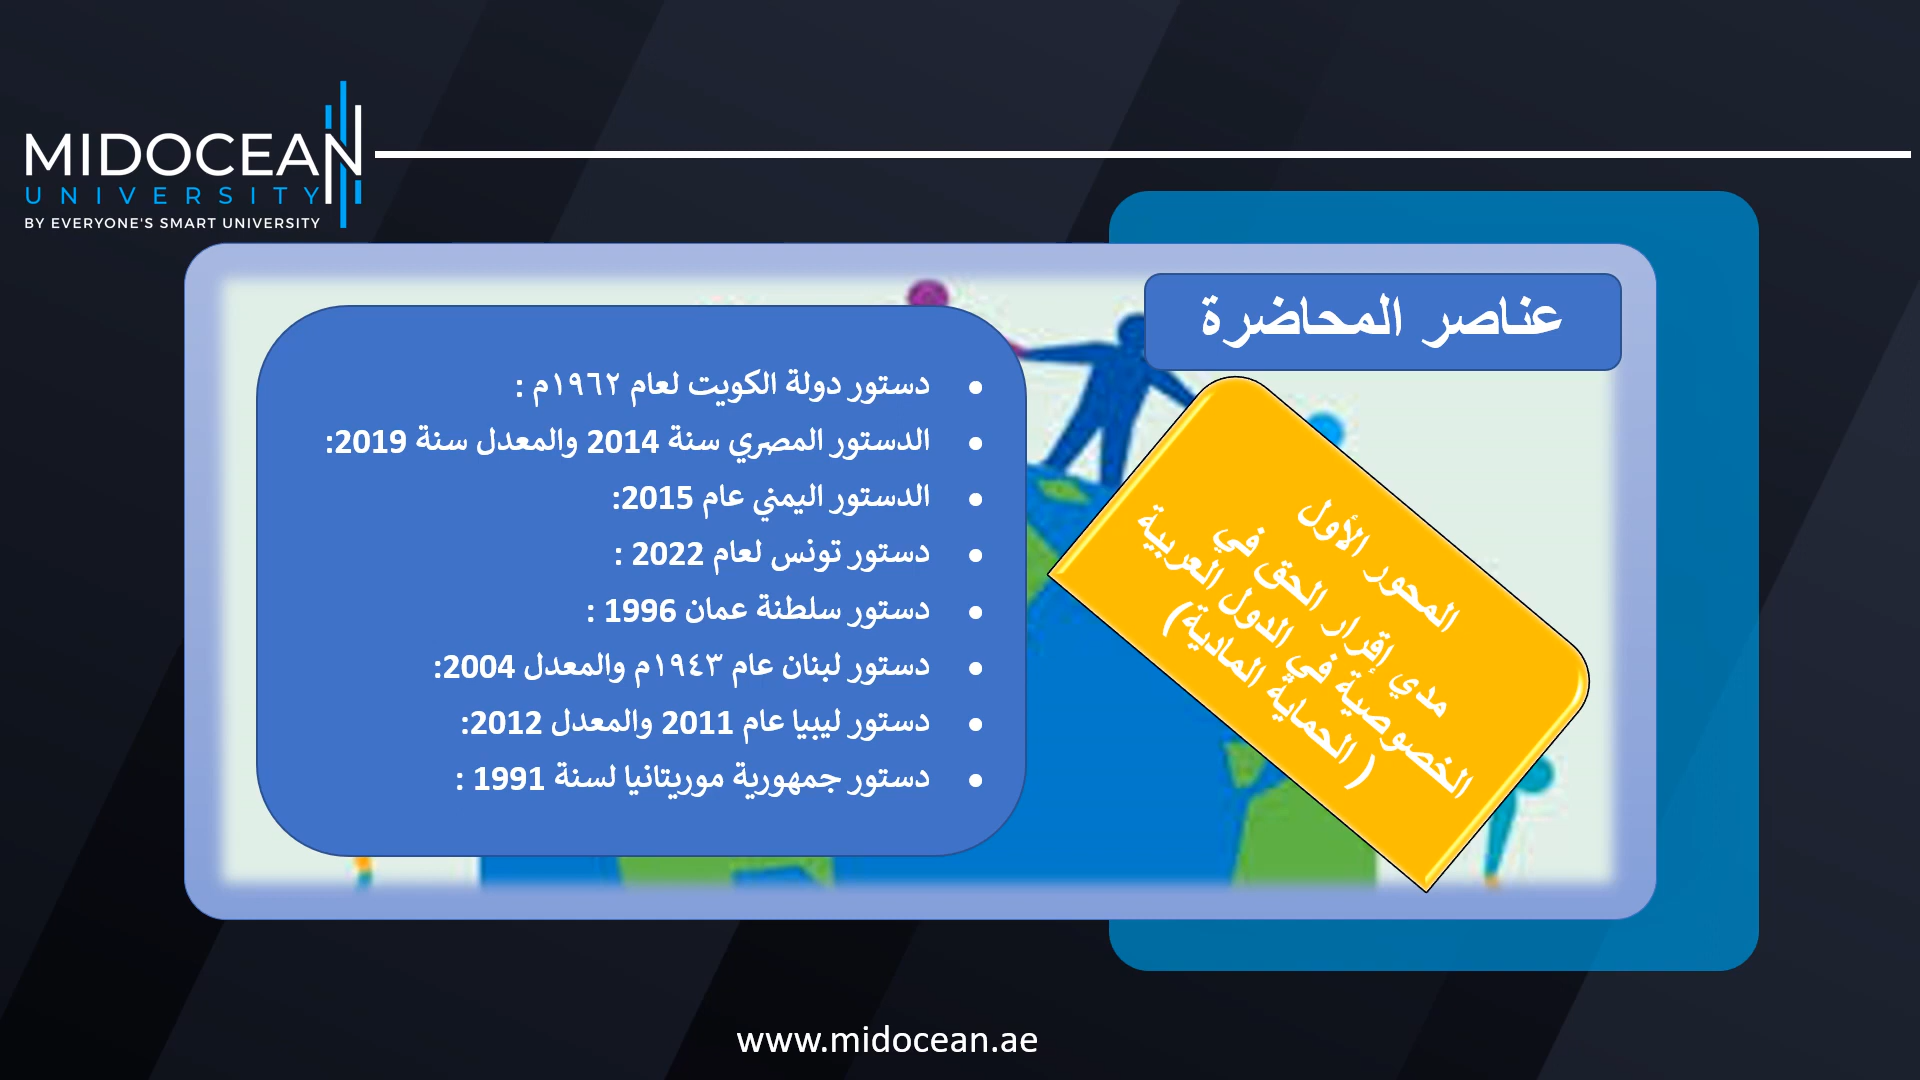 MIDOCEAN
UNIVERSITY
BY EVERYONE'S SMART UNIVERSITY
عناصر المحاضرة
المحور الأول
مدي إقرار الحق في
الخصوصية في الدول العربية
(الحماية المادية)
• دستور دولة الكويت لعام ١٩٦٢م :
• الدستور المصري سنة 2014 والمعدل سنة 2019:
• الدستور اليمني عام 2015:
• دستور تونس لعام 2022 :
• دستور سلطنة عمان 1996 :
• دستور لبنان عام ١٩٤٣م والمعدل 2004:
• دستور ليبيا عام 2011 والمعدل 2012:
• دستور جمهورية موريتانيا لسنة 1991 :
www.midocean.ae